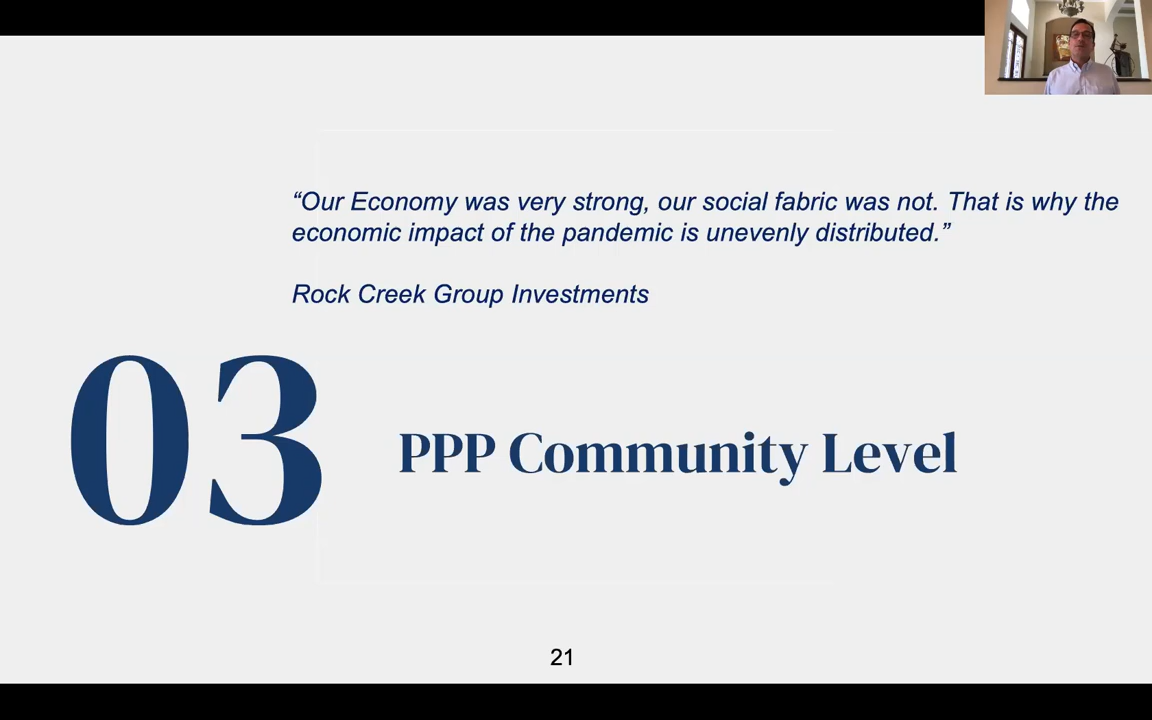 “Our Economy was very strong, our social fabric was not. That is why the
economic impact of the pandemic is unevenly distributed.”
Rock Creek Group Investments
03
PPP Community Level
21